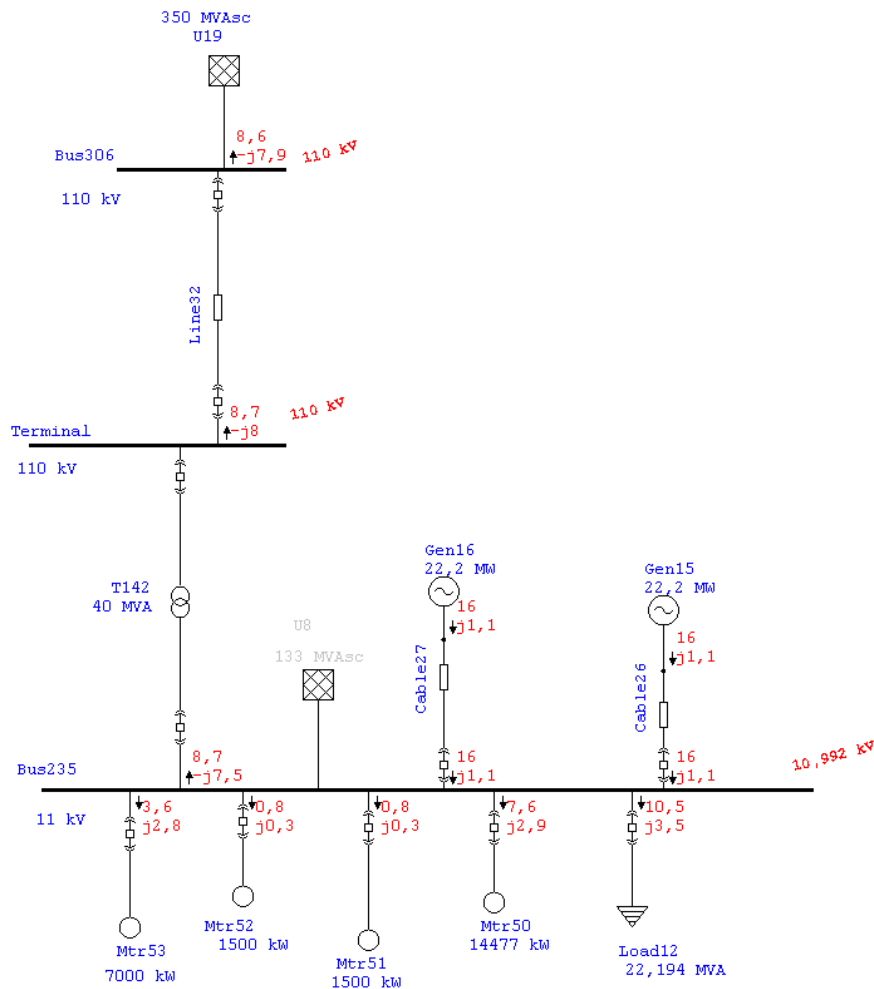 350 MVAsc
U19
8,6
-j7,9
110 kV
Bus306
110 kV
Line32
8,7
-j8
110 kV
Terminal
110 kV
T142
40 MVA
U8
133 MVAsc
Gen16
22,2 MW
16
j1,1
Cable27
Gen15
22,2 MW
16
j1,1
Cable26
16
j1,1
16
j1,1
8,7
-j7,5
10,992 kV
Bus235
11 kV
3,6
j2,8
0,8
j0,3
0,8
j0,3
7,6
j2,9
10,5
j3,5
Mtr53
7000 kW
Mtr52
1500 kW
Mtr51
1500 kW
Mtr50
14477 kW
Load12
22,194 MVA